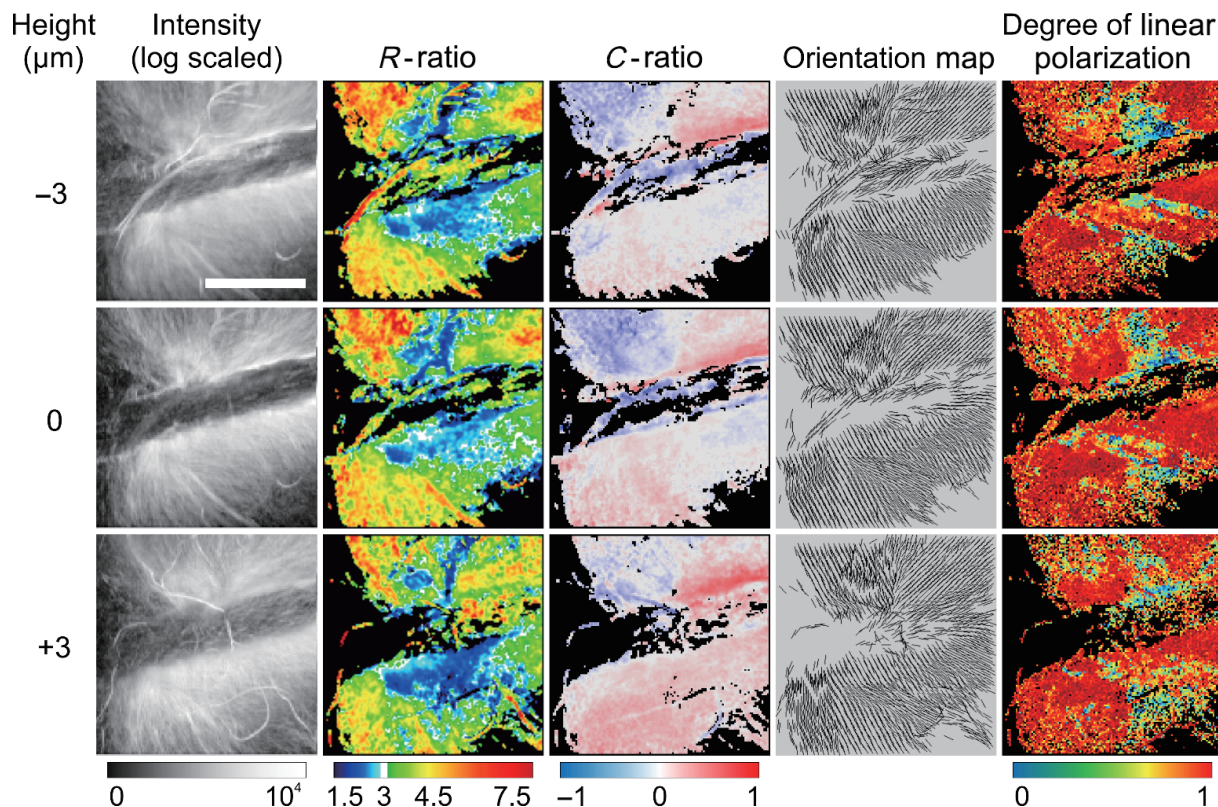 Height
(μm)
Intensity
(log scaled)
R-ratio
C-ratio
Orientation map
Degree of linear
polarization
–3
0
+3
0 10⁴
1.5 3 4.5 7.5
–1 0 1
0 1